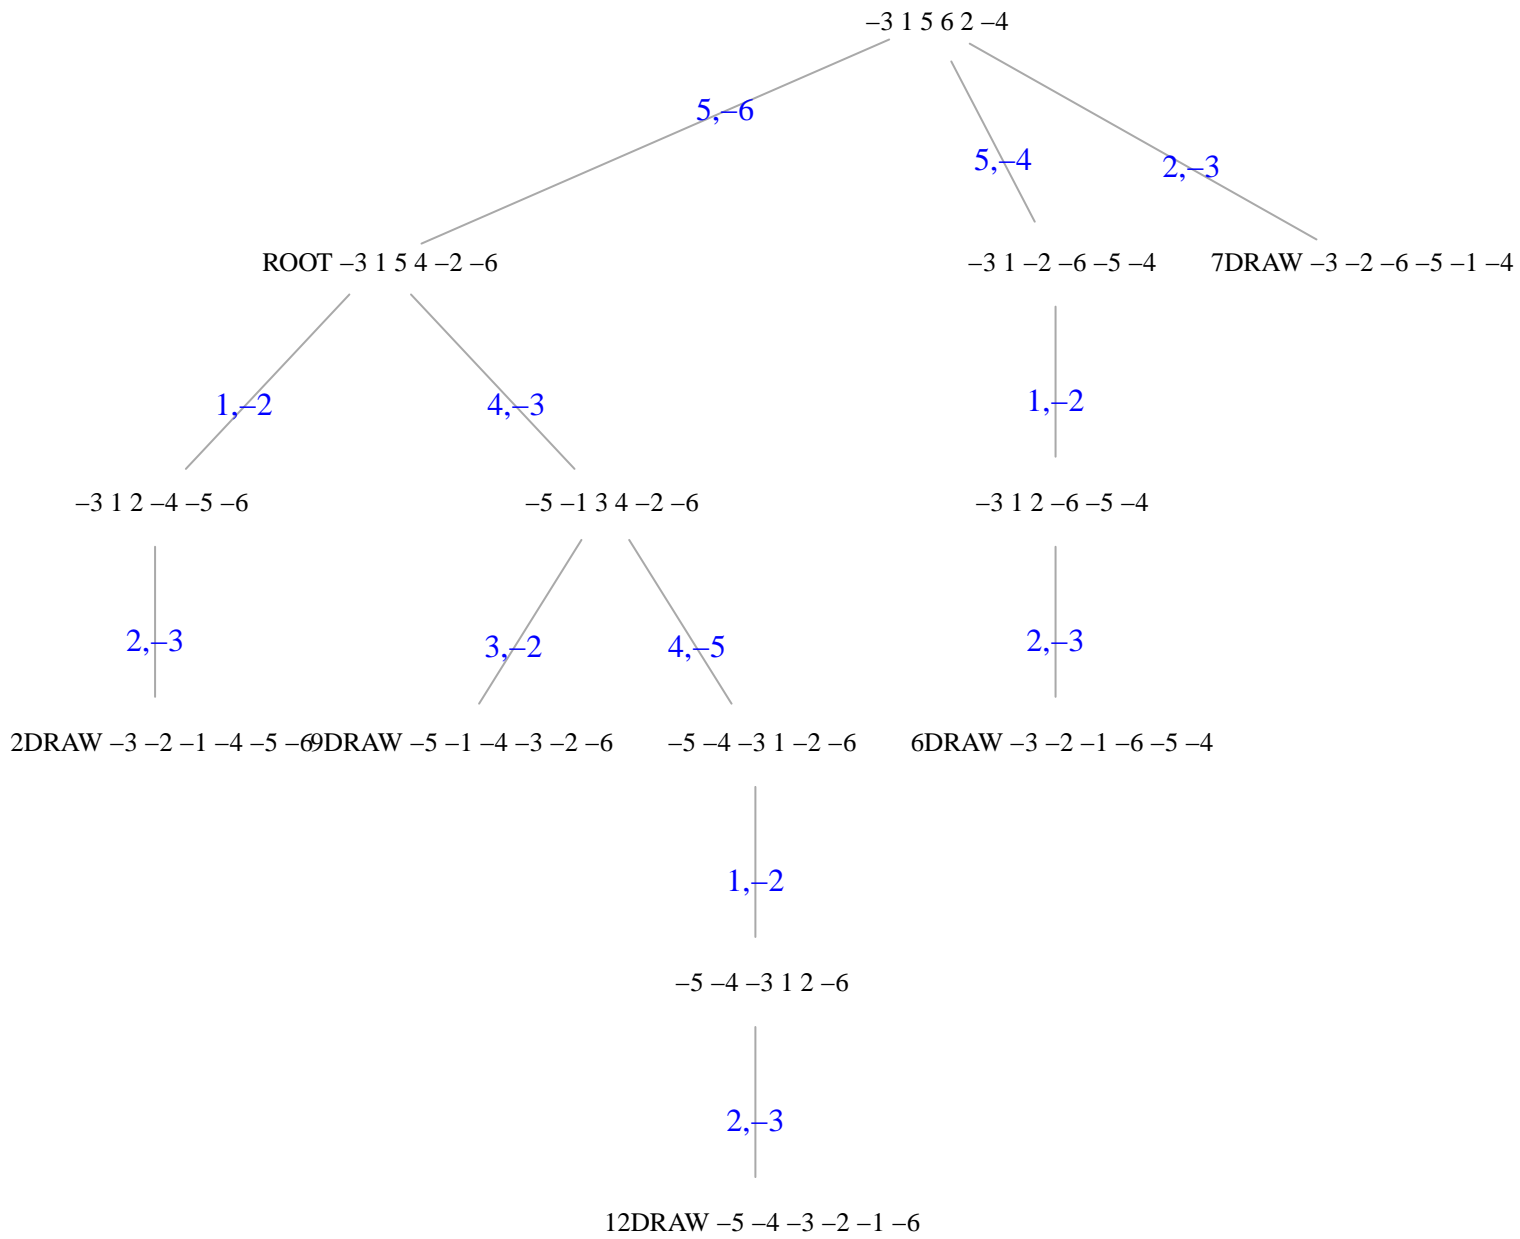 –3 1 5 6 2 –4
5,–6
5,–4
2,–3
ROOT –3 1 5 4 –2 –6
–3 1 –2 –6 –5 –4
7DRAW –3 –2 –6 –5 –1 –4
1,–2
4,–3
1,–2
–3 1 2 –4 –5 –6
–5 –1 3 4 –2 –6
–3 1 2 –6 –5 –4
2,–3
3,–2
4,–5
2,–3
2DRAW –3 –2 –1 –4 –5 –6
9DRAW –5 –1 –4 –3 –2 –6
–5 –4 –3 1 –2 –6
6DRAW –3 –2 –1 –6 –5 –4
1,–2
–5 –4 –3 1 2 –6
2,–3
12DRAW –5 –4 –3 –2 –1 –6